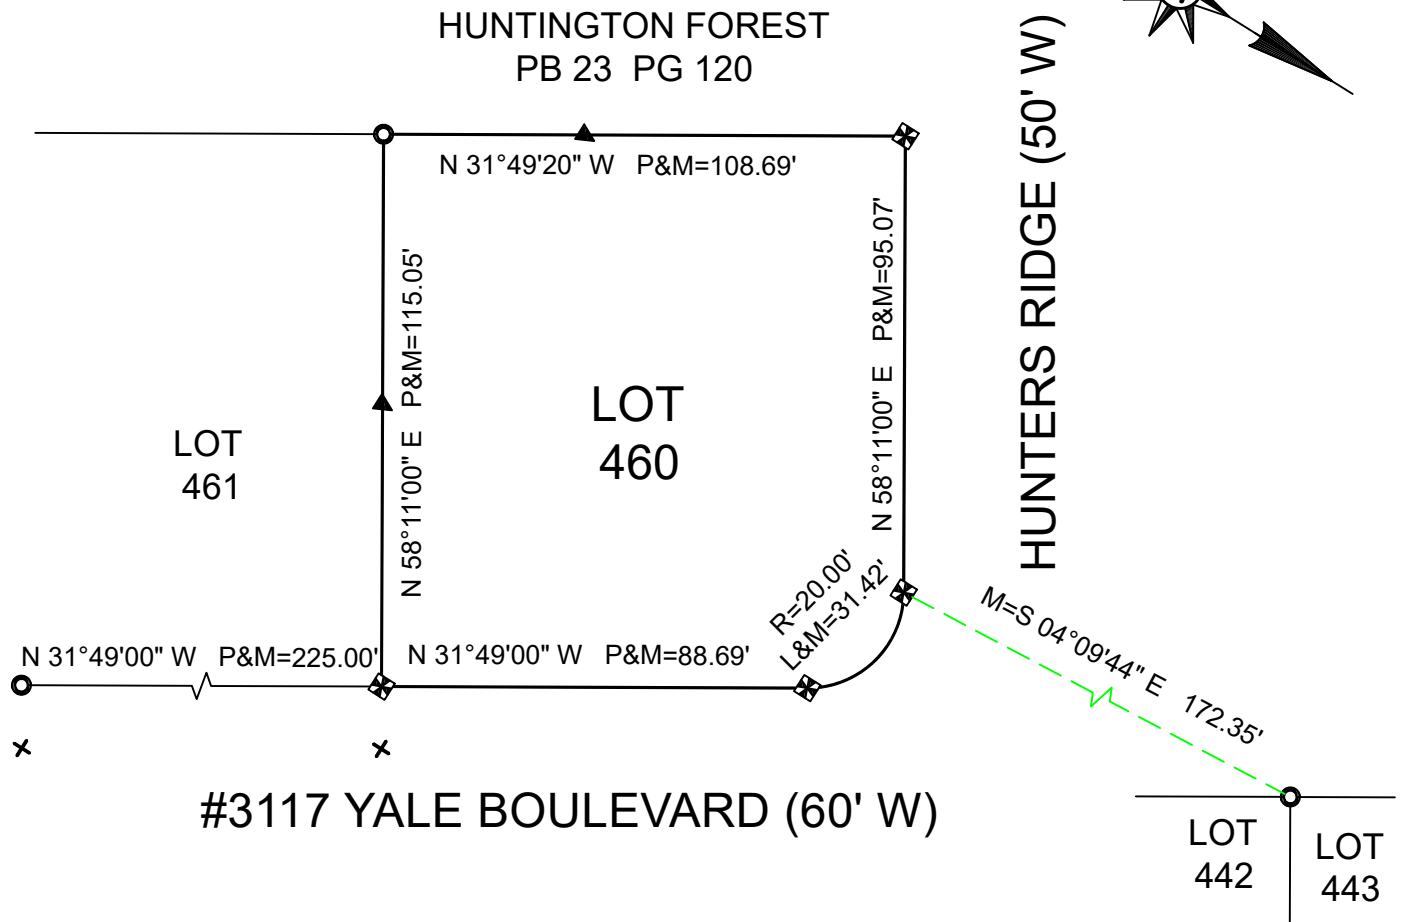 HUNTINGTON FOREST
PB 23 PG 120
HUNTERS RIDGE (50' W)
N 31°49'20" W P&M=108.69'
N 58°11'00" E P&M=115.05'
N 58°11'00" E P&M=95.07'
LOT
460
LOT
461
R=20.00'
L&M=31.42'
N 31°49'00" W P&M=225.00'
N 31°49'00" W P&M=88.69'
M=S 04°09'44" E 172.35'
#3117 YALE BOULEVARD (60' W)
LOT
442
LOT
443